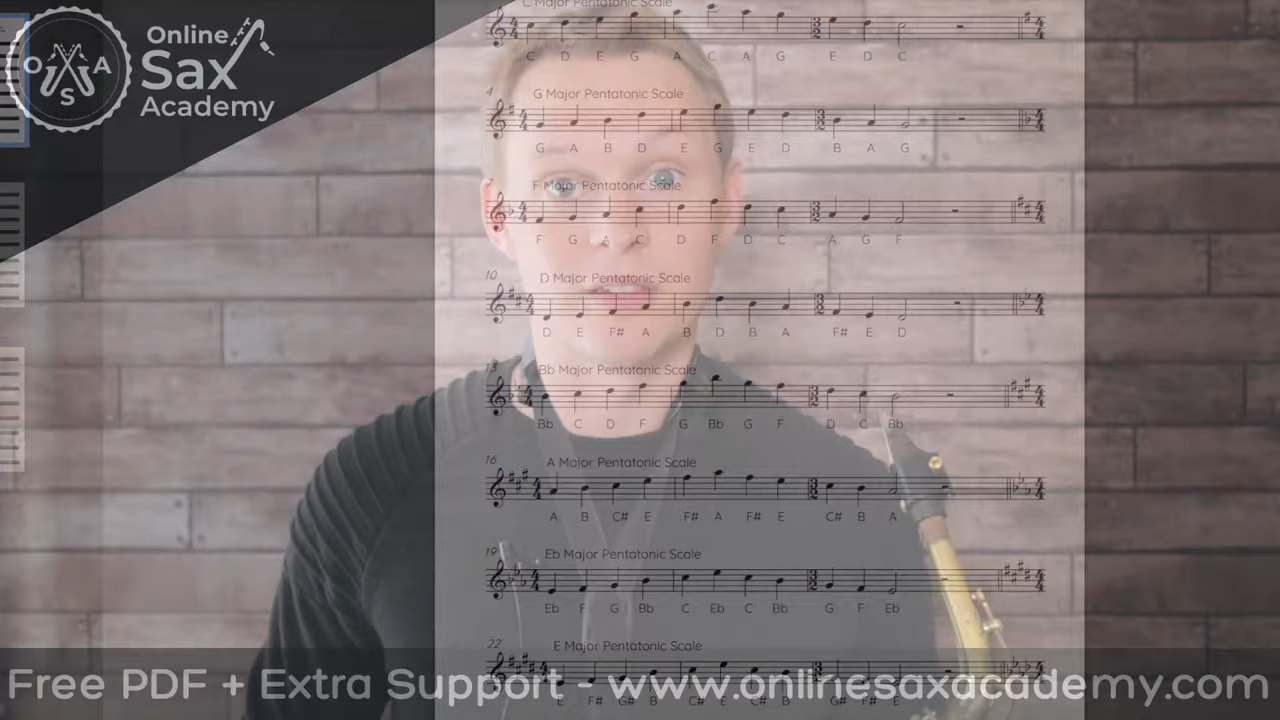 Online
Sax
Academy
O S A
C Major Pentatonic Scale
C D E G A C A G E D C
4
G Major Pentatonic Scale
G A B D E G E D B A G
7
F Major Pentatonic Scale
F G A C D F D C A G F
10
D Major Pentatonic Scale
D E F# A B D B A F# E D
13
Bb Major Pentatonic Scale
Bb C D F G Bb G F D C Bb
16
A Major Pentatonic Scale
A B C# E F# A F# E C# B A
19
Eb Major Pentatonic Scale
Eb F G Bb C Eb C Bb G F Eb
22
E Major Pentatonic Scale
E F# G# B C# E C# B G# F# E
Free PDF + Extra Support - www.onlinesaxacademy.com